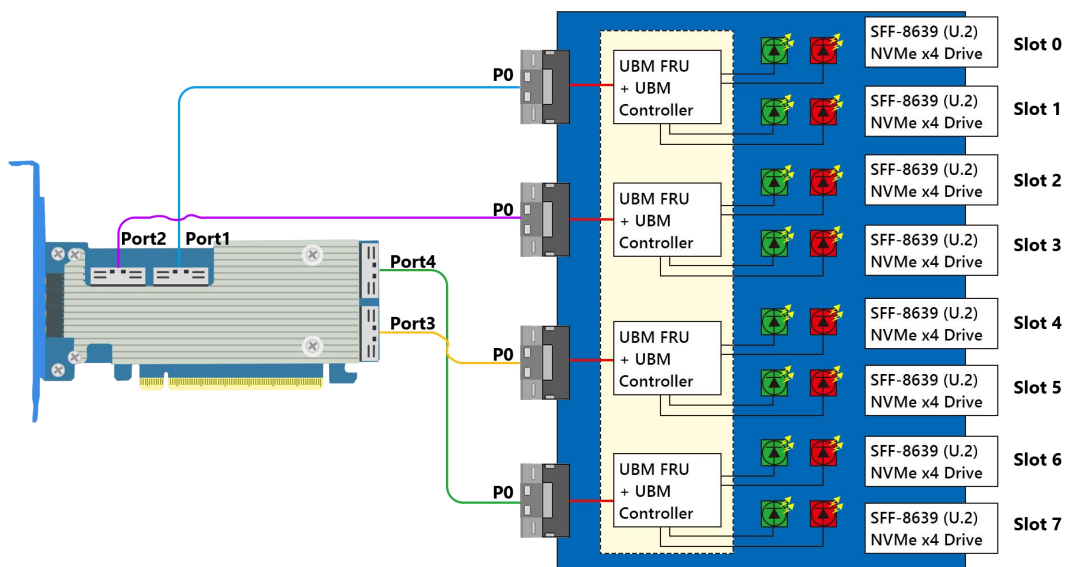 SFF-8639 (U.2)
NVMe x4 Drive
Slot 0
P0
UBM FRU
+ UBM
Controller
SFF-8639 (U.2)
NVMe x4 Drive
Slot 1
SFF-8639 (U.2)
NVMe x4 Drive
Slot 2
P0
UBM FRU
+ UBM
Controller
Port2
Port1
SFF-8639 (U.2)
NVMe x4 Drive
Slot 3
Port4
Port3
SFF-8639 (U.2)
NVMe x4 Drive
Slot 4
P0
UBM FRU
+ UBM
Controller
SFF-8639 (U.2)
NVMe x4 Drive
Slot 5
SFF-8639 (U.2)
NVMe x4 Drive
Slot 6
P0
UBM FRU
+ UBM
Controller
SFF-8639 (U.2)
NVMe x4 Drive
Slot 7